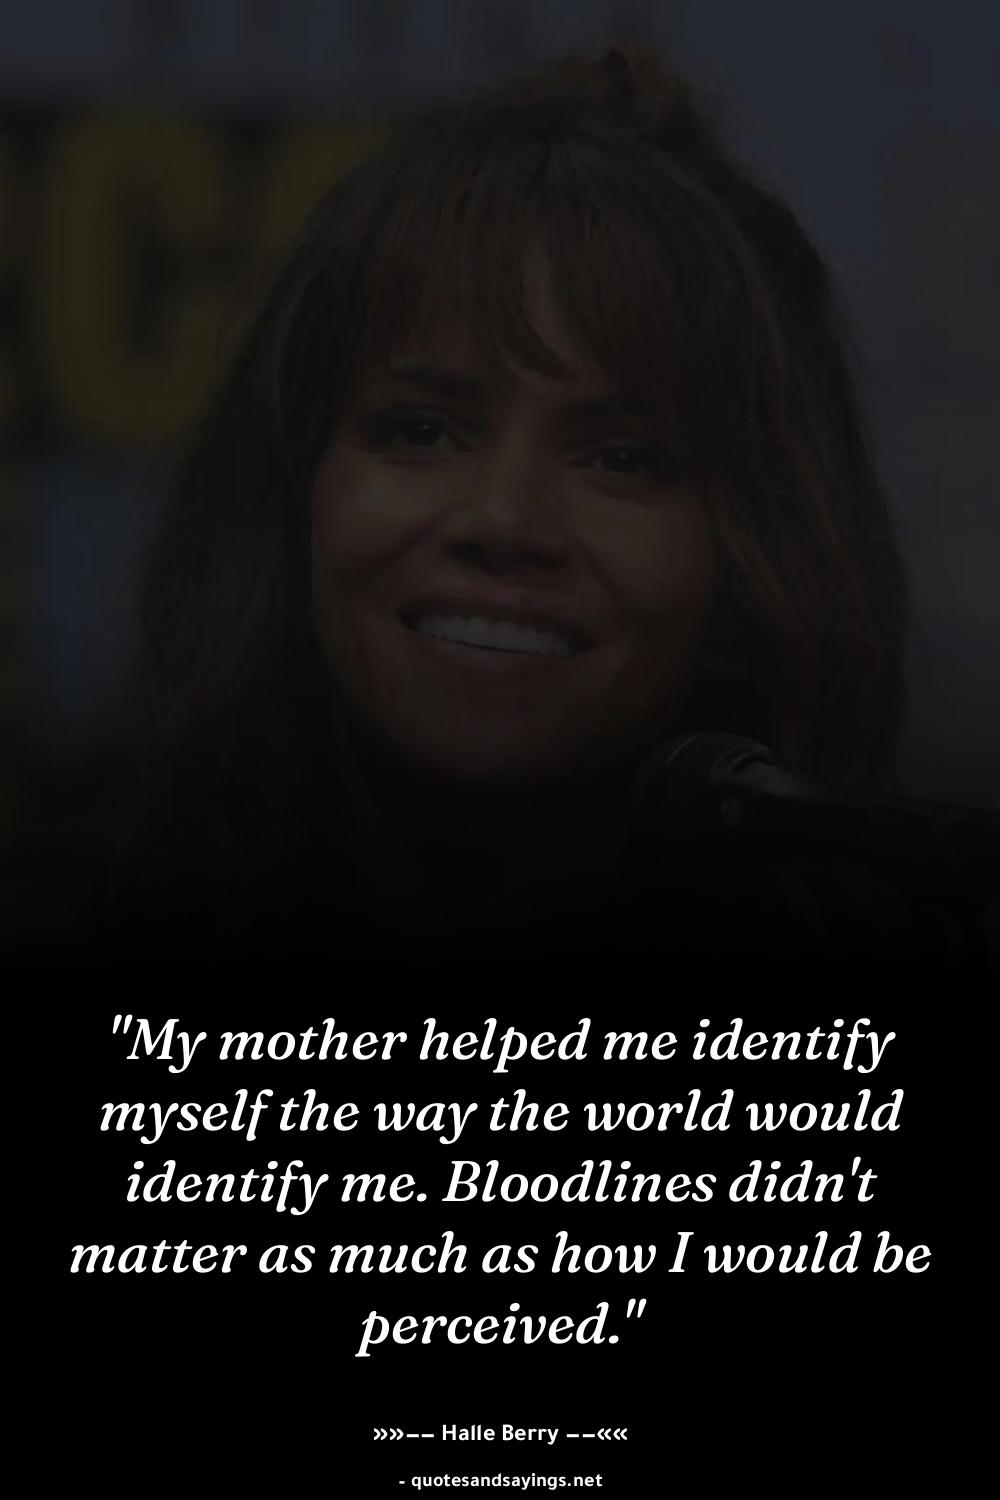 "My mother helped me identify
myself the way the world would
identify me. Bloodlines didn't
matter as much as how I would be
perceived."
»»−− Halle Berry −−««
- quotesandsayings.net